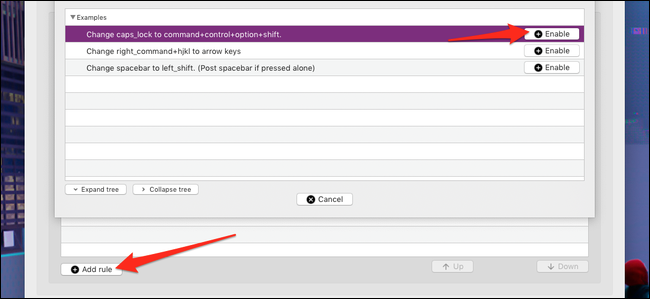 Examples
Change caps_lock to command+control+option+shift.
Enable
Change right_command+hjkl to arrow keys
Enable
Change spacebar to left_shift. (Post spacebar if pressed alone)
Enable
Expand tree
Collapse tree
Cancel
Add rule
Up
Down